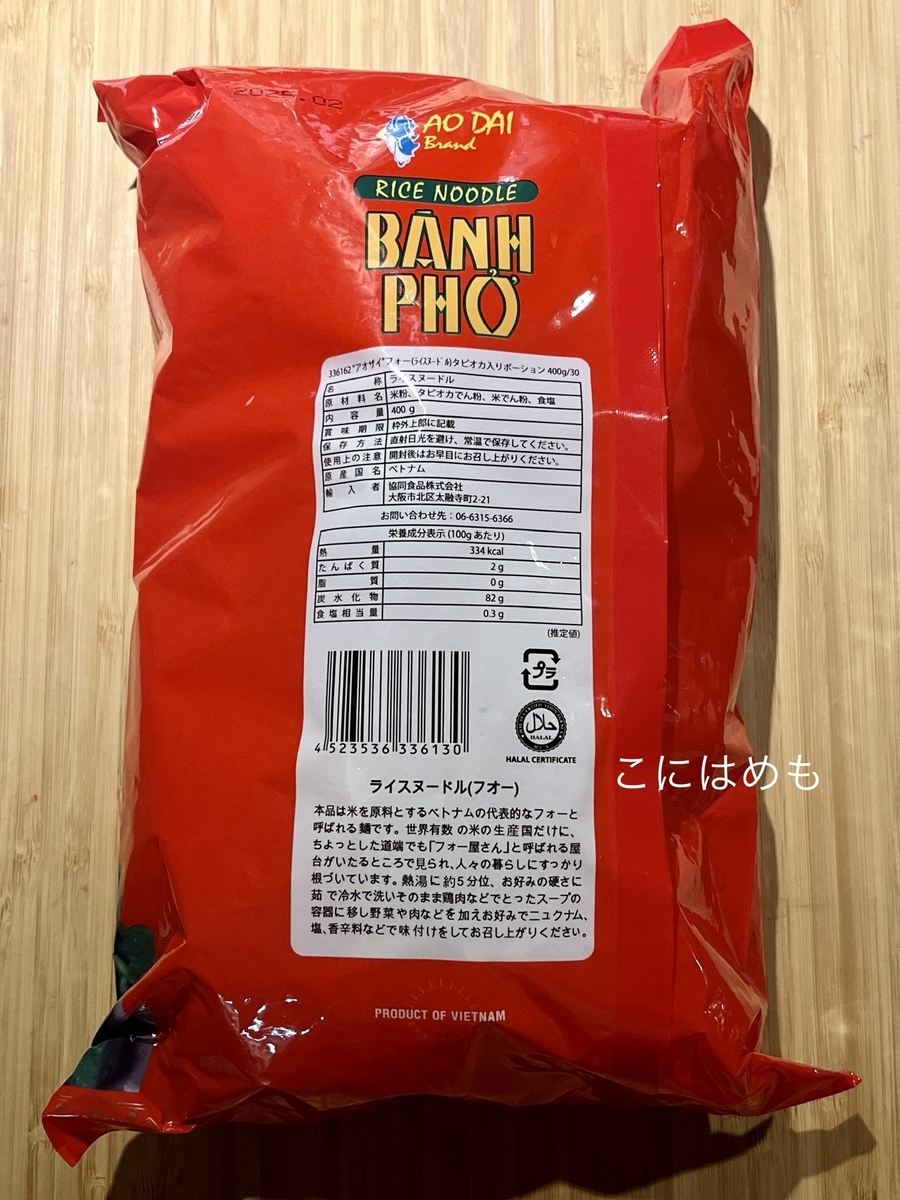 2025.02
AO DAI
Brand
RICE NOODLE
BÁNH
PHỞ
336162 "アオザイ"フォー(ライスヌードル)タピオカ入りポーション 400g/30
名称 ライスヌードル
原材料名 米粉、タピオカでん粉、米でん粉、食塩
内容量 400 g
賞味期限 枠外上部に記載
保存方法 直射日光を避け、常温で保存してください。
使用上の注意 開封後はお早目にお召し上がりください。
原産国名 ベトナム
輸入者 協同食品株式会社
大阪市北区太融寺町2-21
お問い合わせ先：06-6315-6366
栄養成分表示 (100g あたり)
熱量 334 kcal
たんぱく質 2 g
脂質 0 g
炭水化物 82 g
食塩相当量 0.3 g
(推定値)
プラ
حلال
HALAL
4 523536 336130
HALAL CERTIFICATE
こにはめも
ライスヌードル(フオー)
本品は米を原料とするベトナムの代表的なフォーと
呼ばれる麺です。世界有数 の米の生産国だけに、
ちょっとした道端でも「フォー屋さん」と呼ばれる屋
台がいたるところで見られ、人々の暮らしにすっかり
根づいています。熱湯に約5分位、お好みの硬さに
茹 で冷水で洗いそのまま鶏肉などでとったスープの
容器に移し野菜や肉などを加えお好みでニュクナム、
塩、香辛料などで味付けをしてお召し上がりください。
PRODUCT OF VIETNAM